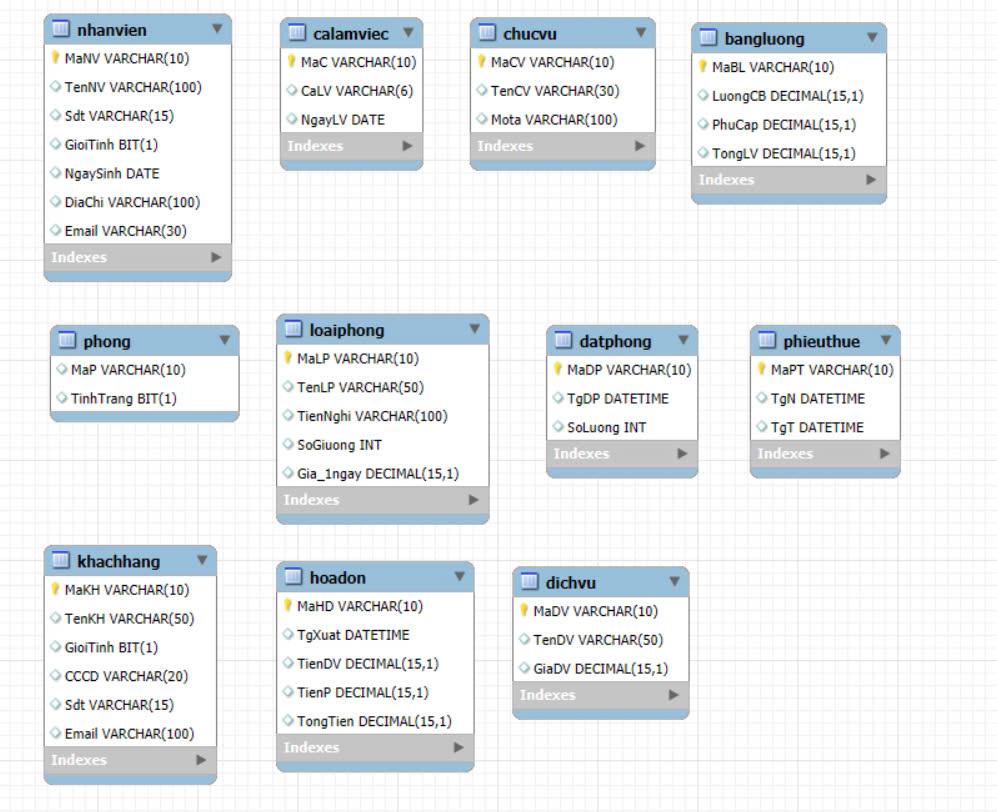 nhanvien
MaNV VARCHAR(10)
TenNV VARCHAR(100)
Sdt VARCHAR(15)
GioiTinh BIT(1)
NgaySinh DATE
DiaChi VARCHAR(100)
Email VARCHAR(30)
Indexes
calamviec
MaC VARCHAR(10)
CaLV VARCHAR(6)
NgayLV DATE
Indexes
chucvu
MaCV VARCHAR(10)
TenCV VARCHAR(30)
Mota VARCHAR(100)
Indexes
bangluong
MaBL VARCHAR(10)
LuongCB DECIMAL(15,1)
PhuCap DECIMAL(15,1)
TongLV DECIMAL(15,1)
Indexes
phong
MaP VARCHAR(10)
TinhTrang BIT(1)
loaiphong
MaLP VARCHAR(10)
TenLP VARCHAR(50)
TienNghi VARCHAR(100)
SoGiuong INT
Gia_1ngay DECIMAL(15,1)
Indexes
datphong
MaDP VARCHAR(10)
TgDP DATETIME
SoLuong INT
Indexes
phieuthue
MaPT VARCHAR(10)
TgN DATETIME
TgT DATETIME
Indexes
khachhang
MaKH VARCHAR(10)
TenKH VARCHAR(50)
GioiTinh BIT(1)
CCCD VARCHAR(20)
Sdt VARCHAR(15)
Email VARCHAR(100)
Indexes
hoadon
MaHD VARCHAR(10)
TgXuat DATETIME
TienDV DECIMAL(15,1)
TienP DECIMAL(15,1)
TongTien DECIMAL(15,1)
Indexes
dichvu
MaDV VARCHAR(10)
TenDV VARCHAR(50)
GiaDV DECIMAL(15,1)
Indexes